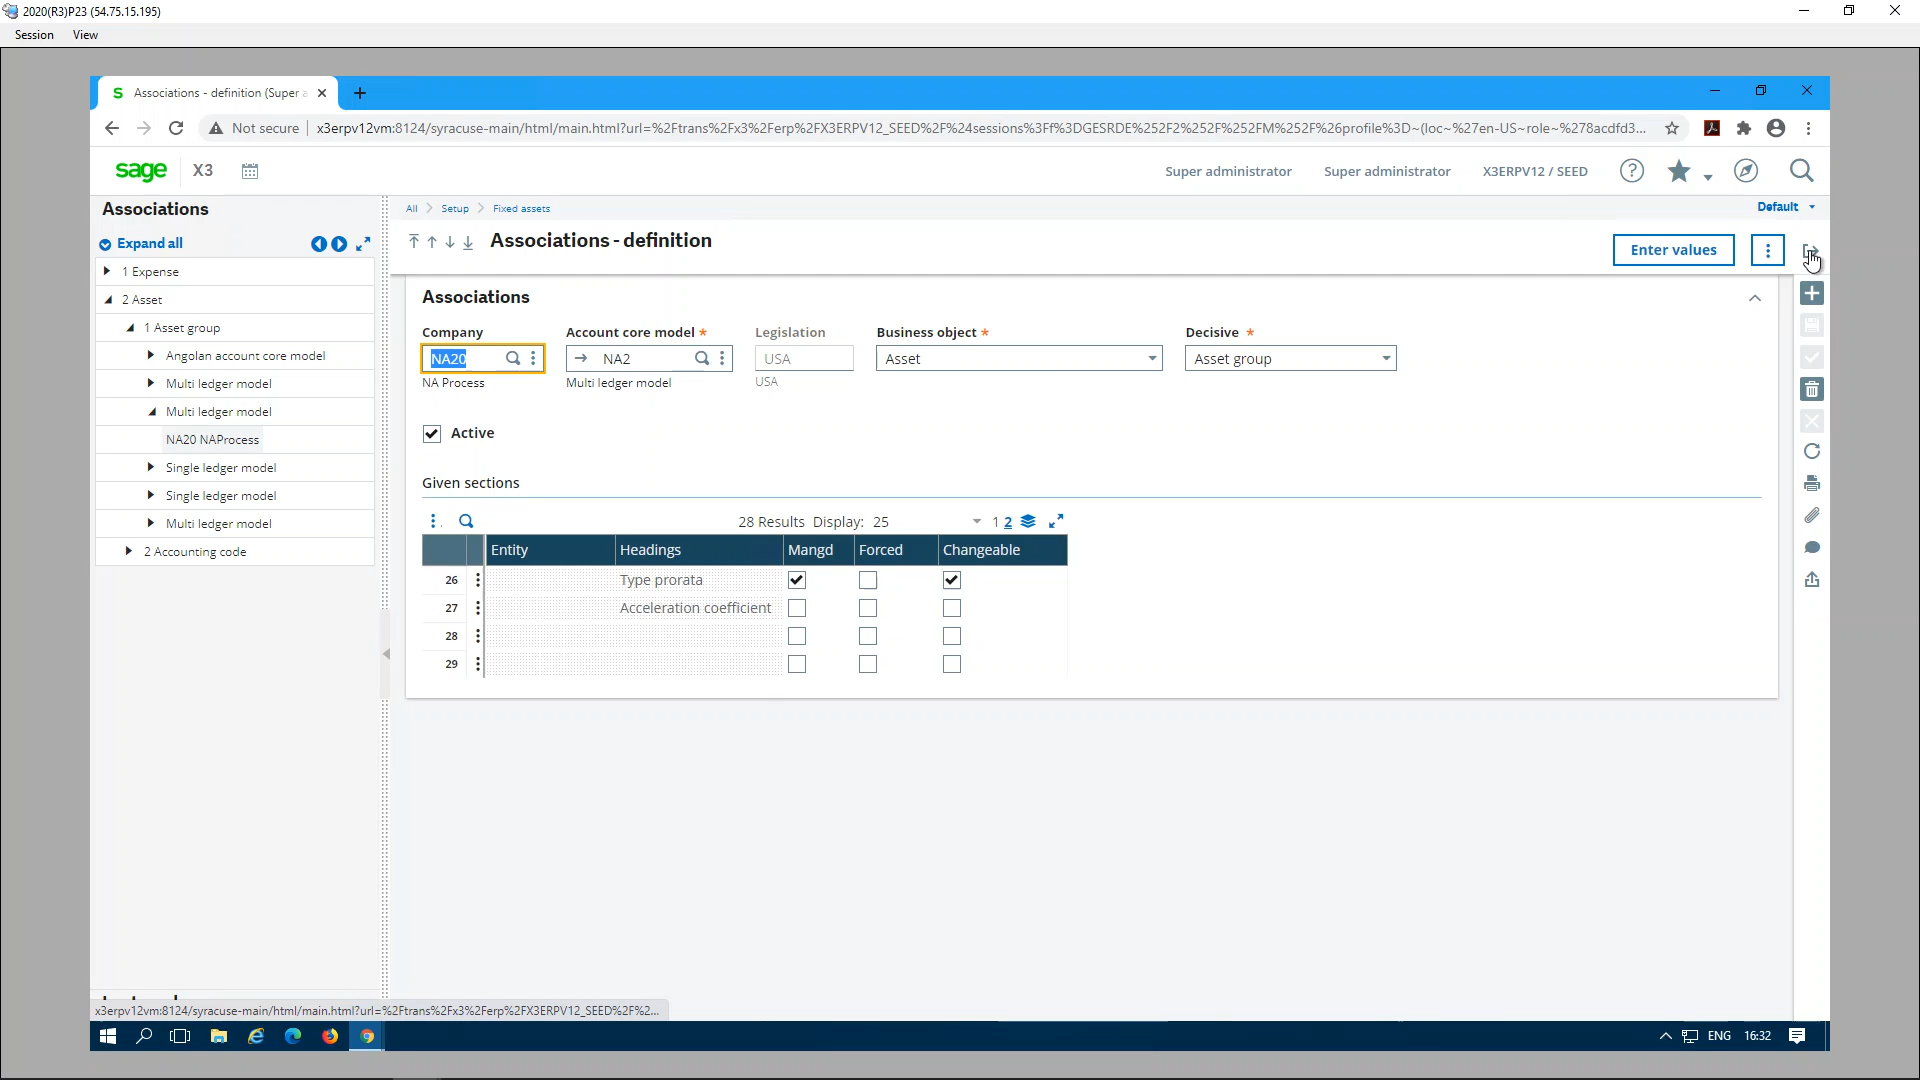 2020(R3)P23 (54.75.15.195)
Session View
Associations - definition (Super a
Not secure x3erpv12vm:8124/syracuse-main/html/main.html?url=%2Ftrans%2Fx3%2Ferp%2FX3ERPV12_SEED%2F%24sessions%3Ff%3DGESRDE%252F2%252F%252FM%252F%26profile%3D~(loc~%27en-US~role~%278acdfd3...
sage X3
Super administrator Super administrator X3ERPV12 / SEED
Associations
All Setup Fixed assets
Default
Expand all
Associations - definition
Enter values
1 Expense
2 Asset
1 Asset group
Angolan account core model
Multi ledger model
Multi ledger model
NA20 NAProcess
Single ledger model
Single ledger model
Multi ledger model
2 Accounting code
Associations
Company Account core model * Legislation Business object * Decisive *
NA20 NA2 USA Asset Asset group
NA Process Multi ledger model USA
Active
Given sections
28 Results Display: 25 1 2
Entity Headings Mangd Forced Changeable
26 Type prorata
27 Acceleration coefficient
28
29
x3erpv12vm:8124/syracuse-main/html/main.html?url=%2Ftrans%2Fx3%2Ferp%2FX3ERPV12_SEED%2F%2...
ENG 16:32